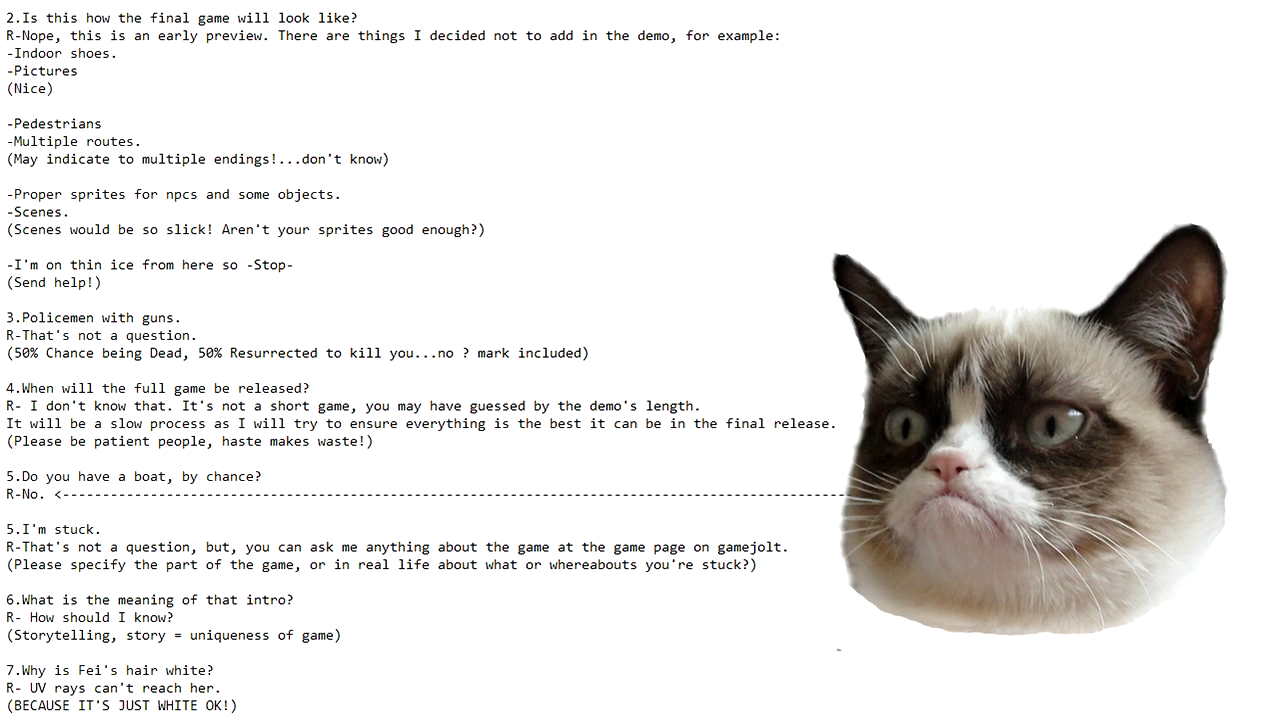 2.Is this how the final game will look like?
R-Nope, this is an early preview. There are things I decided not to add in the demo, for example:
-Indoor shoes.
-Pictures
(Nice)
-Pedestrians
-Multiple routes.
(May indicate to multiple endings!...don't know)
-Proper sprites for npcs and some objects.
-Scenes.
(Scenes would be so slick! Aren't your sprites good enough?)
-I'm on thin ice from here so -Stop-
(Send help!)
3.Policemen with guns.
R-That's not a question.
(50% Chance being Dead, 50% Resurrected to kill you...no ? mark included)
4.When will the full game be released?
R- I don't know that. It's not a short game, you may have guessed by the demo's length.
It will be a slow process as I will try to ensure everything is the best it can be in the final release.
(Please be patient people, haste makes waste!)
5.Do you have a boat, by chance?
R-No. <---------------------------------------------------------------------------------------------------
5.I'm stuck.
R-That's not a question, but, you can ask me anything about the game at the game page on gamejolt.
(Please specify the part of the game, or in real life about what or whereabouts you're stuck?)
6.What is the meaning of that intro?
R- How should I know?
(Storytelling, story = uniqueness of game)
7.Why is Fei's hair white?
R- UV rays can't reach her.
(BECAUSE IT'S JUST WHITE OK!)